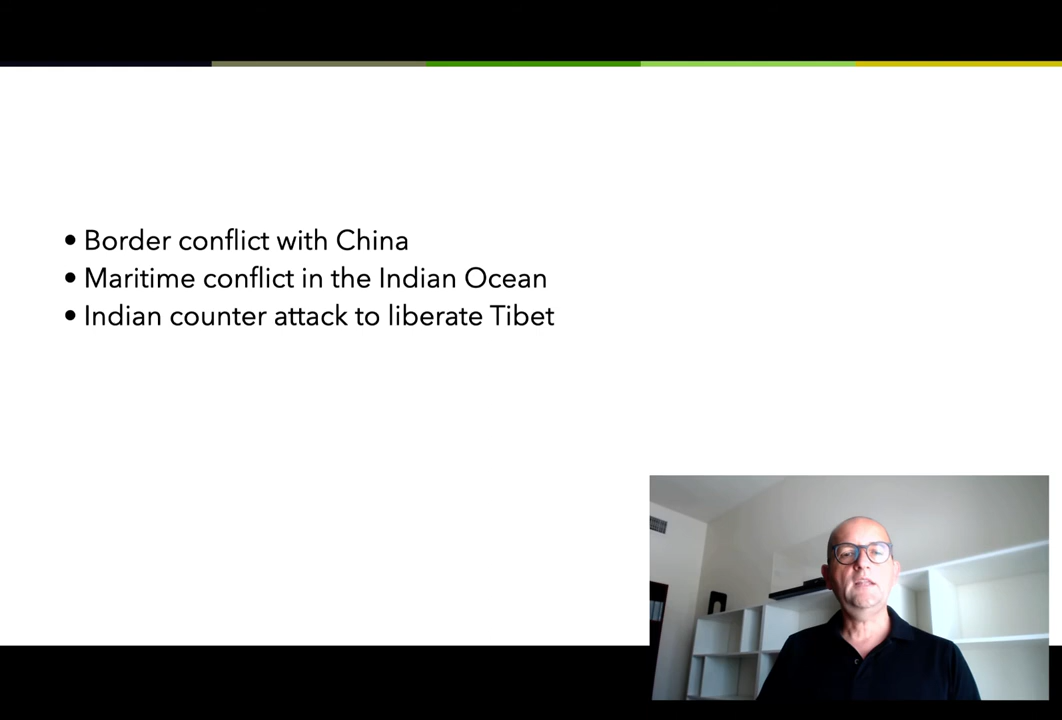 • Border conflict with China
• Maritime conflict in the Indian Ocean
• Indian counter attack to liberate Tibet